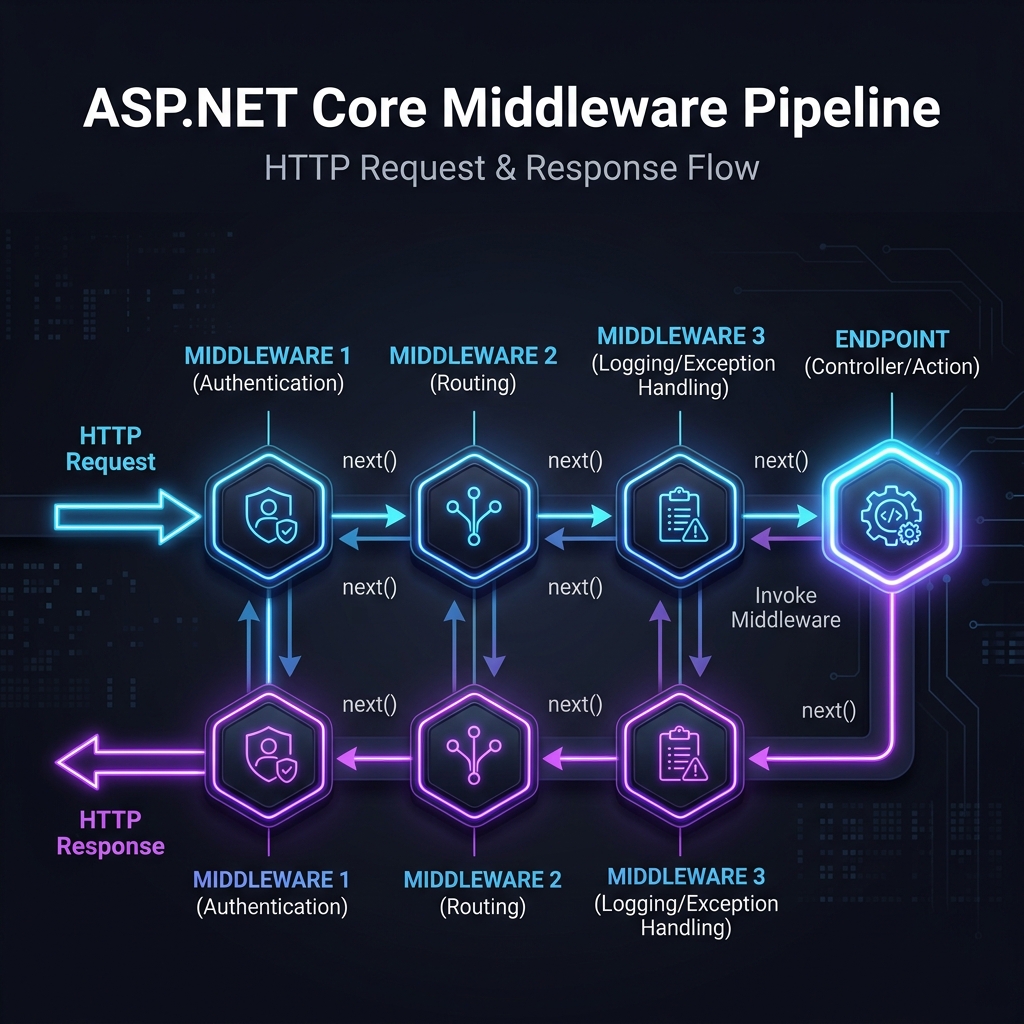 ASP.NET Core Middleware Pipeline
HTTP Request & Response Flow
MIDDLEWARE 1
(Authentication)
MIDDLEWARE 2
(Routing)
MIDDLEWARE 3
(Logging/Exception
Handling)
ENDPOINT
(Controller/Action)
HTTP
Request
next()
next()
next()
next()
next()
Invoke
Middleware
next()
next()
next()
HTTP
Response
MIDDLEWARE 1
(Authentication)
MIDDLEWARE 2
(Routing)
MIDDLEWARE 3
(Logging/Exception
Handling)